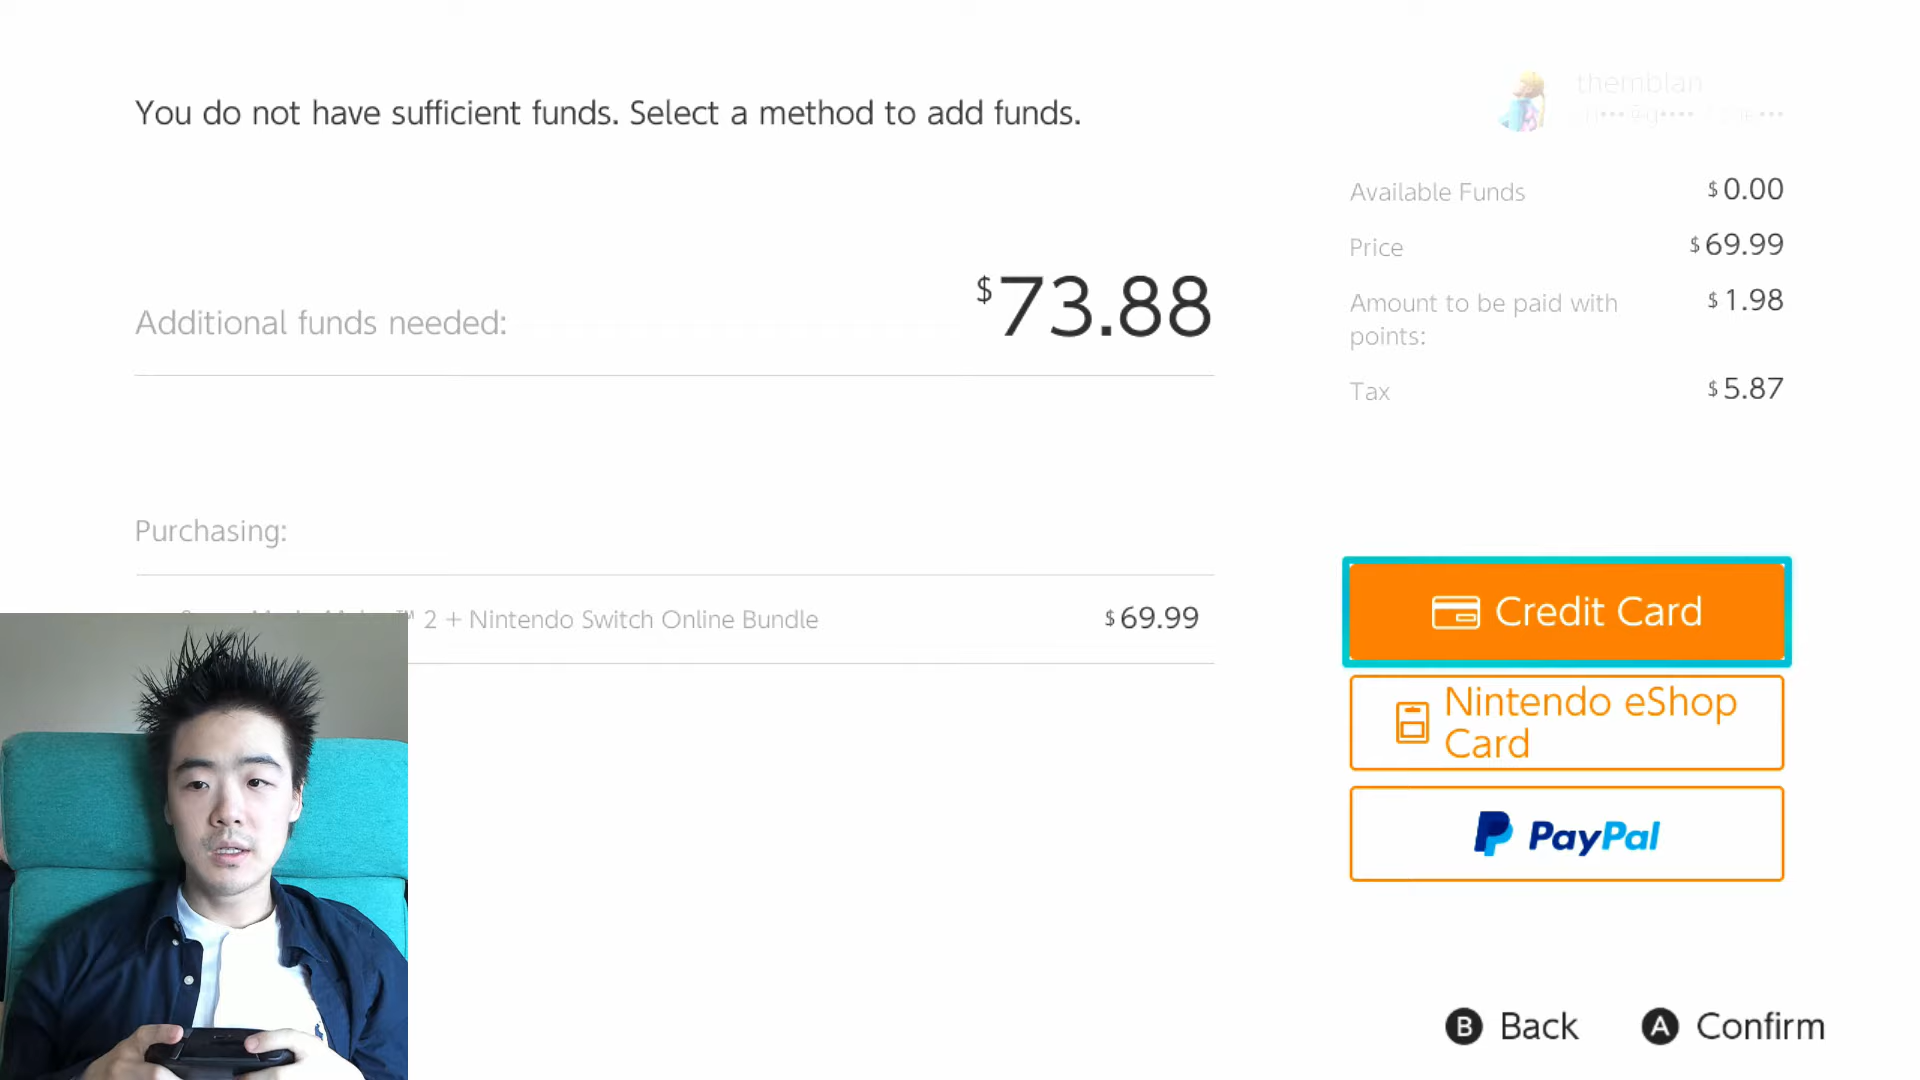 You do not have sufficient funds. Select a method to add funds.
themblan
Available Funds $0.00
Price $69.99
Amount to be paid with
points: $1.98
Tax $5.87
Additional funds needed: $73.88
Purchasing:
™ 2 + Nintendo Switch Online Bundle $69.99
Credit Card
Nintendo eShop
Card
PayPal
B Back A Confirm